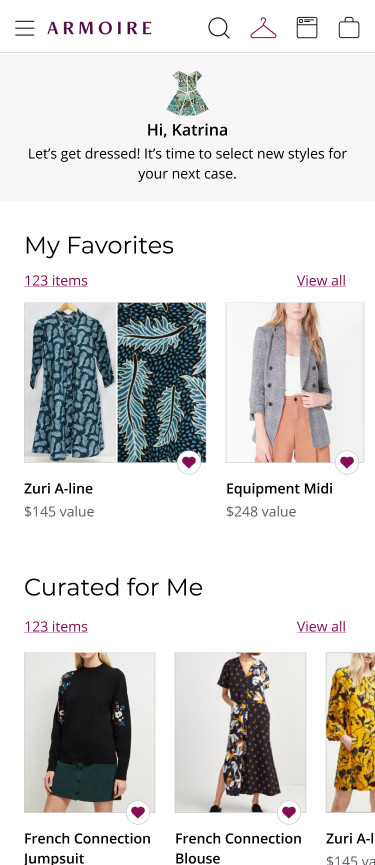 ARMOIRE
Hi, Katrina
Let’s get dressed! It’s time to select new styles for
your next case.
My Favorites
123 items
View all
Zuri A-line
$145 value
Equipment Midi
$248 value
Curated for Me
123 items
View all
French Connection
Jumpsuit
French Connection
Blouse
Zuri A-l
$145 va